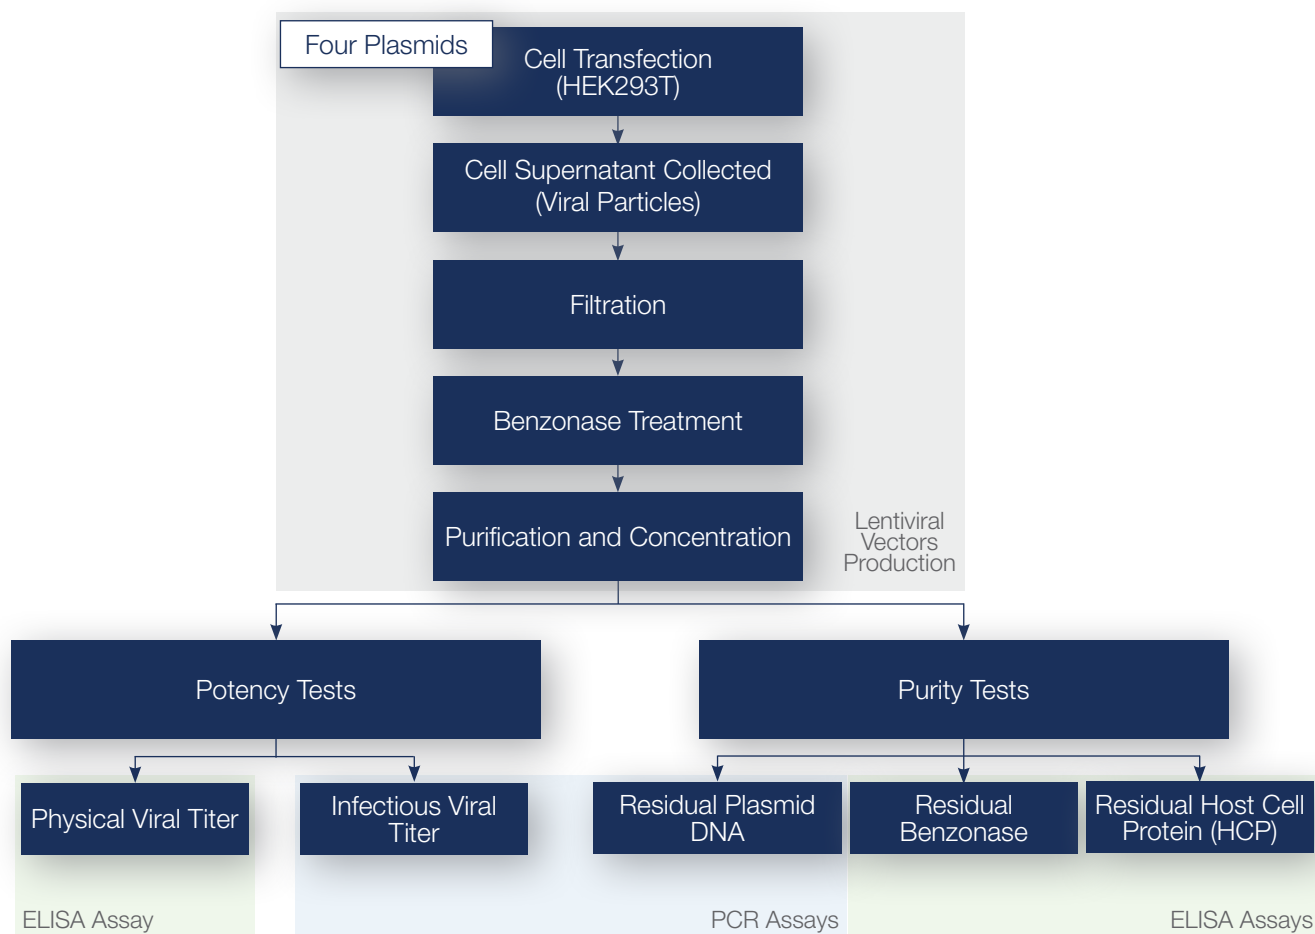 Four Plasmids
Cell Transfection
(HEK293T)
Cell Supernatant Collected
(Viral Particles)
Filtration
Benzonase Treatment
Purification and Concentration
Lentiviral
Vectors
Production
Potency Tests
Purity Tests
Physical Viral Titer
Infectious Viral
Titer
Residual Plasmid
DNA
Residual
Benzonase
Residual Host Cell
Protein (HCP)
ELISA Assay
PCR Assays
ELISA Assays